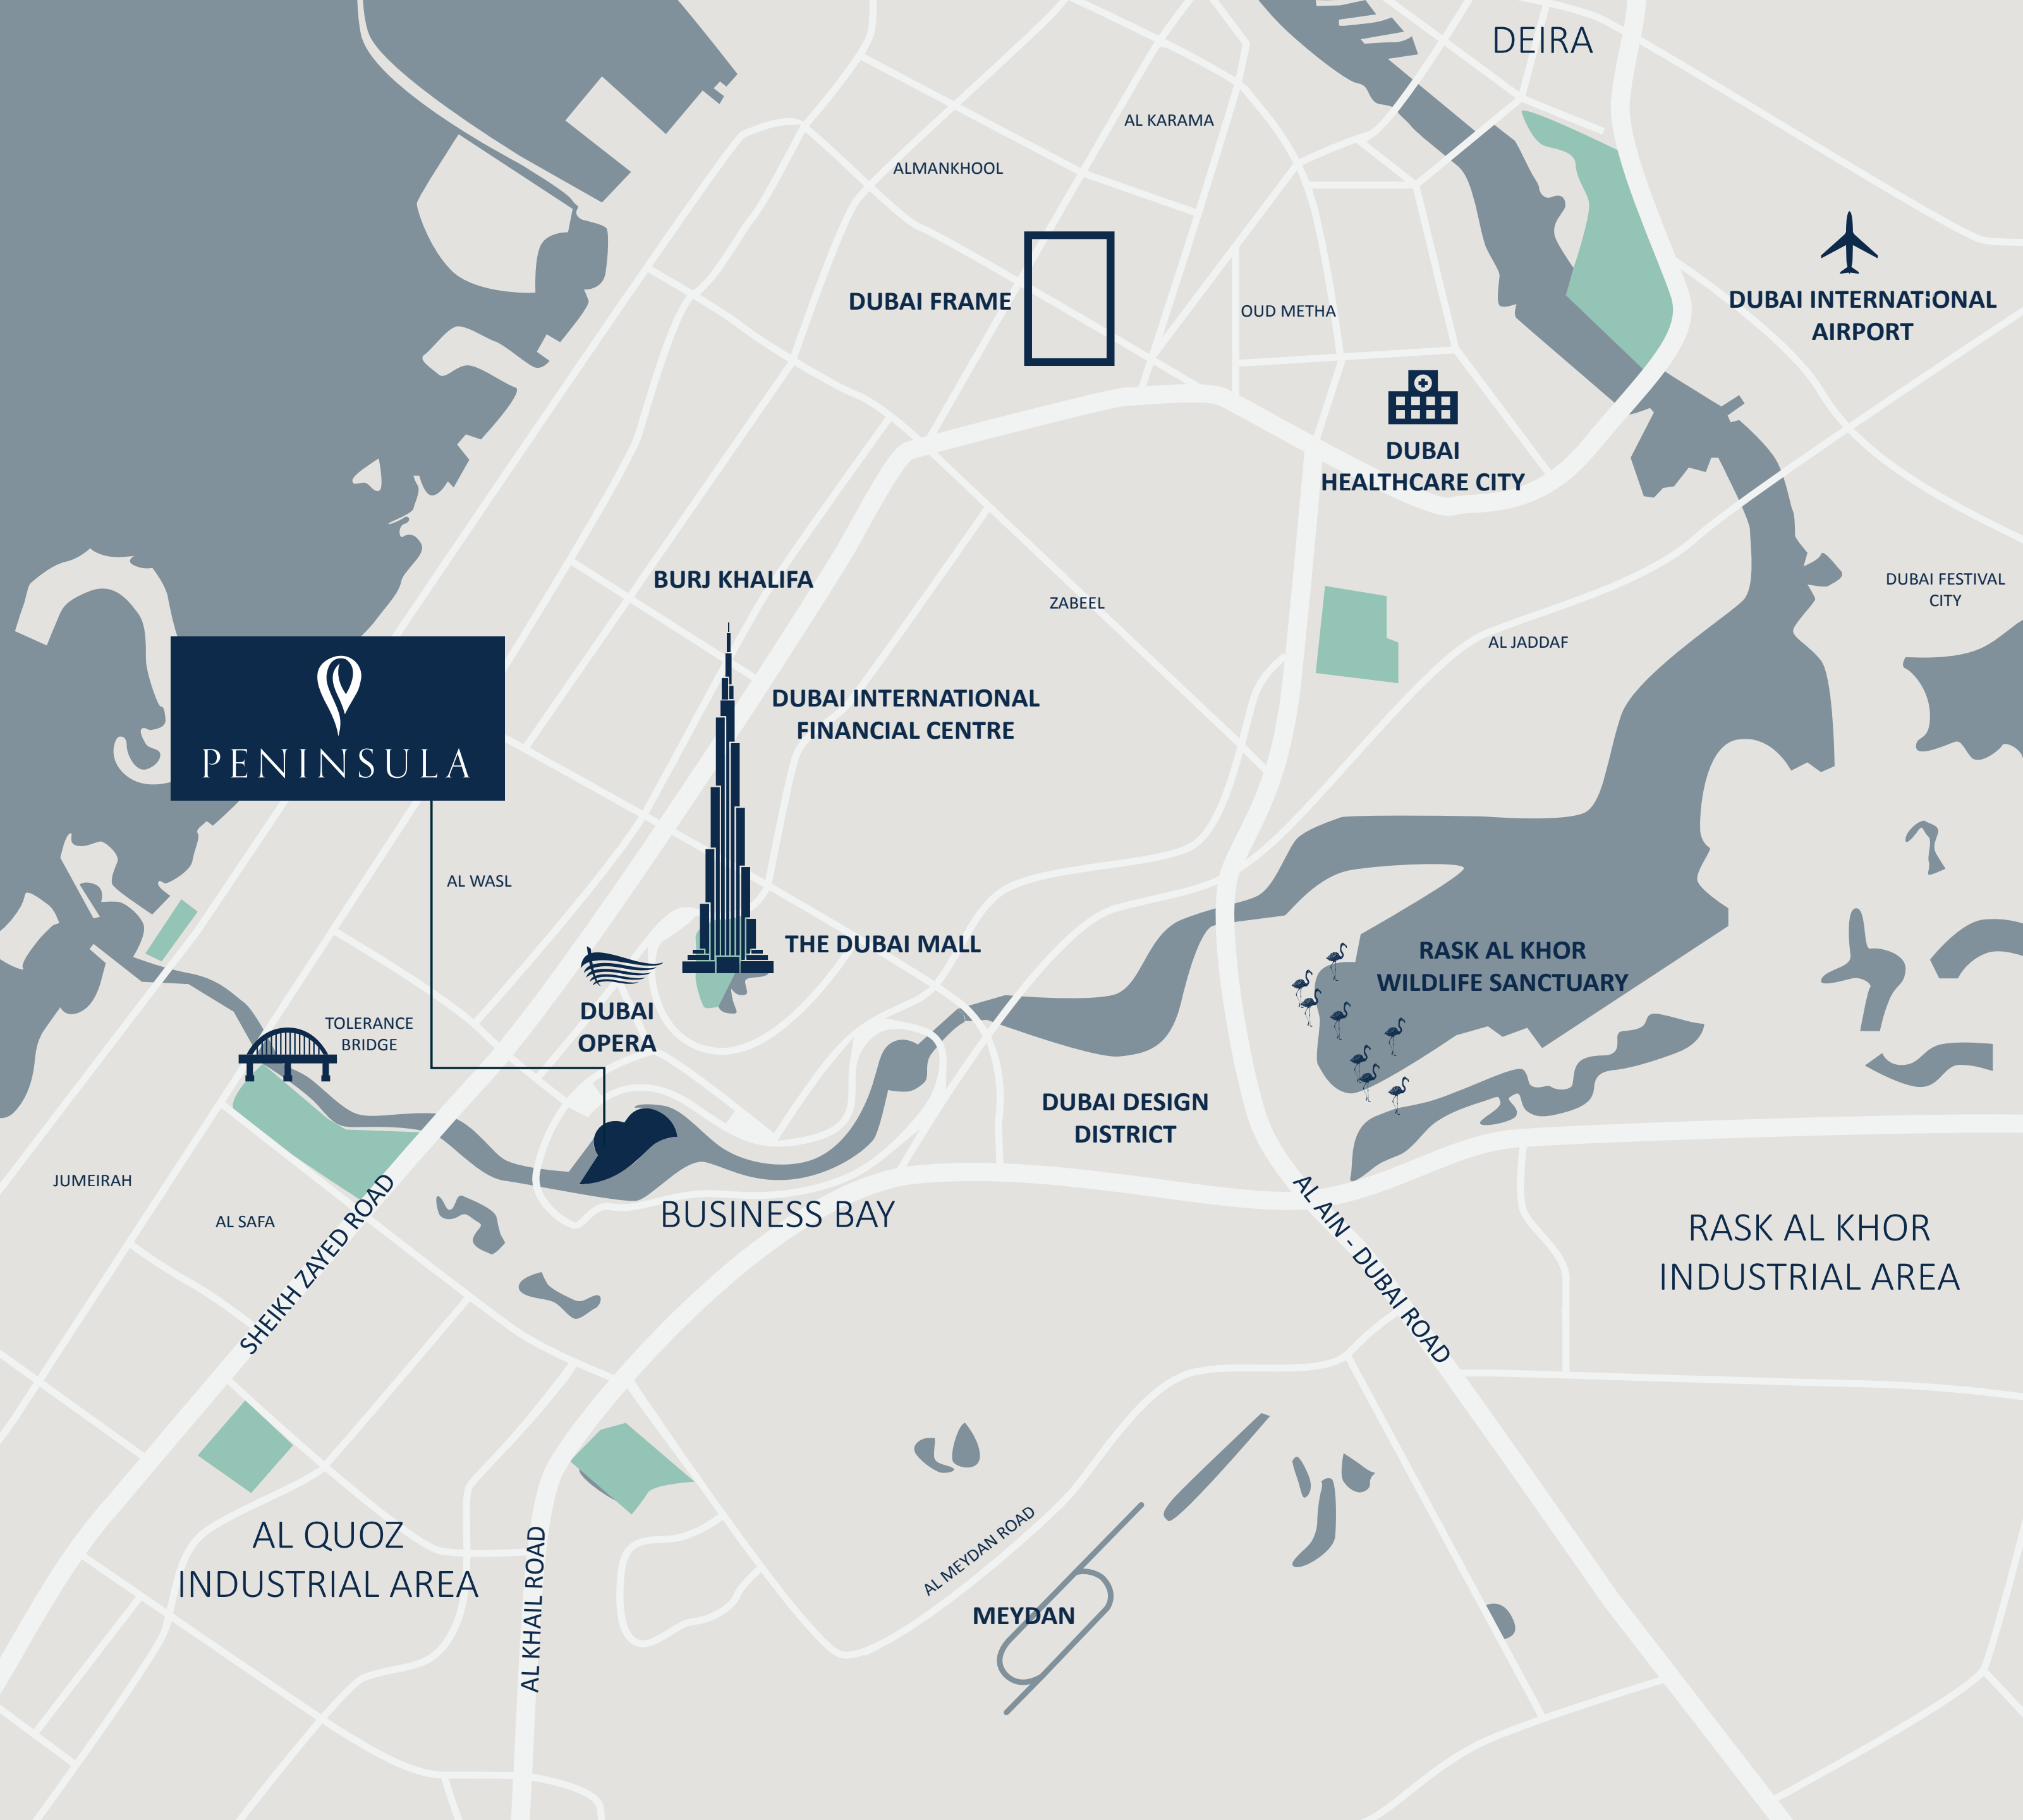 DEIRA
AL KARAMA
ALMANKHOOL
DUBAI FRAME
OUD METHA
DUBAI INTERNATiONAL
AIRPORT
DUBAI
HEALTHCARE CITY
BURJ KHALIFA
ZABEEL
DUBAI FESTIVAL
CITY
AL JADDAF
PENINSULA
DUBAI INTERNATIONAL
FINANCIAL CENTRE
AL WASL
THE DUBAI MALL
RASK AL KHOR
WILDLIFE SANCTUARY
DUBAI
OPERA
TOLERANCE
BRIDGE
DUBAI DESIGN
DISTRICT
JUMEIRAH
AL SAFA
SHEIKH ZAYED ROAD
BUSINESS BAY
AL AIN - DUBAI ROAD
RASK AL KHOR
INDUSTRIAL AREA
AL QUOZ
INDUSTRIAL AREA
AL KHAIL ROAD
AL MEYDAN ROAD
MEYDAN